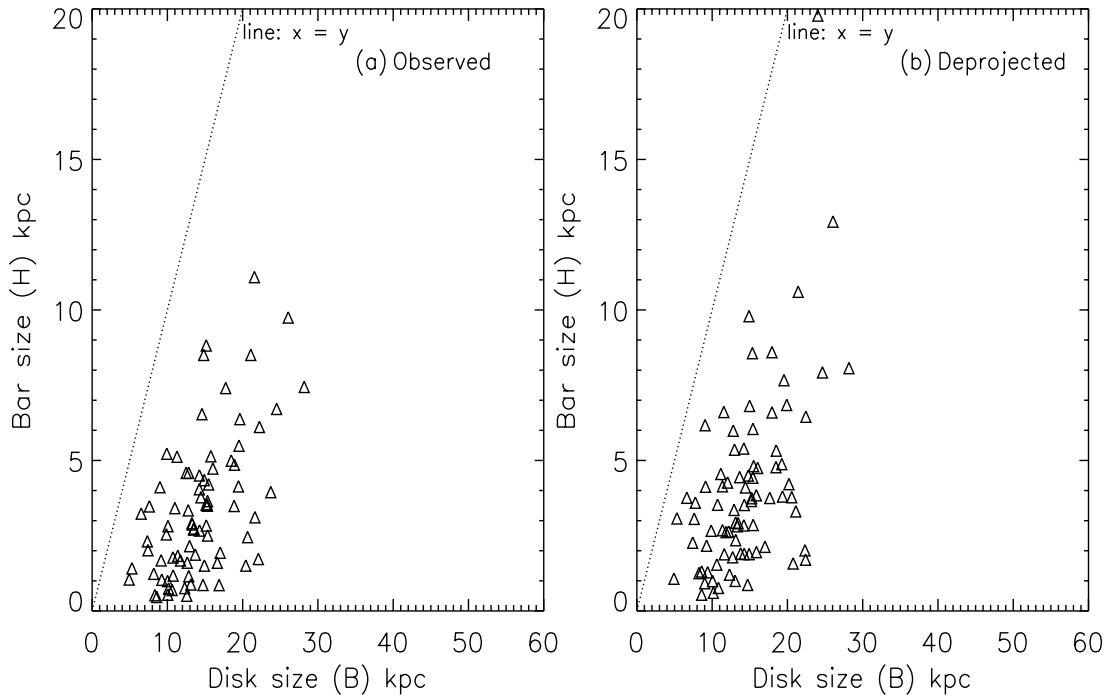 20
15
10
5
0
0 10 20 30 40 50 60
Bar size (H) kpc
Disk size (B) kpc
line: x = y
(a) Observed
20
15
10
5
0
0 10 20 30 40 50 60
Bar size (H) kpc
Disk size (B) kpc
line: x = y
(b) Deprojected